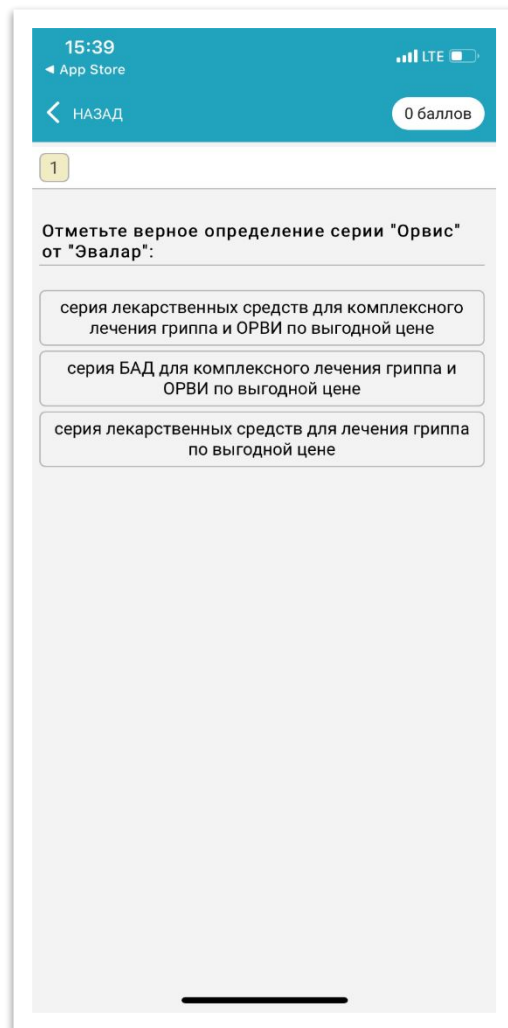 15:39
LTE
◄ App Store
НАЗАД
0 баллов
1
Отметьте верное определение серии "Орвис"
от "Эвалар":
серия лекарственных средств для комплексного
лечения гриппа и ОРВИ по выгодной цене
серия БАД для комплексного лечения гриппа и
ОРВИ по выгодной цене
серия лекарственных средств для лечения гриппа
по выгодной цене